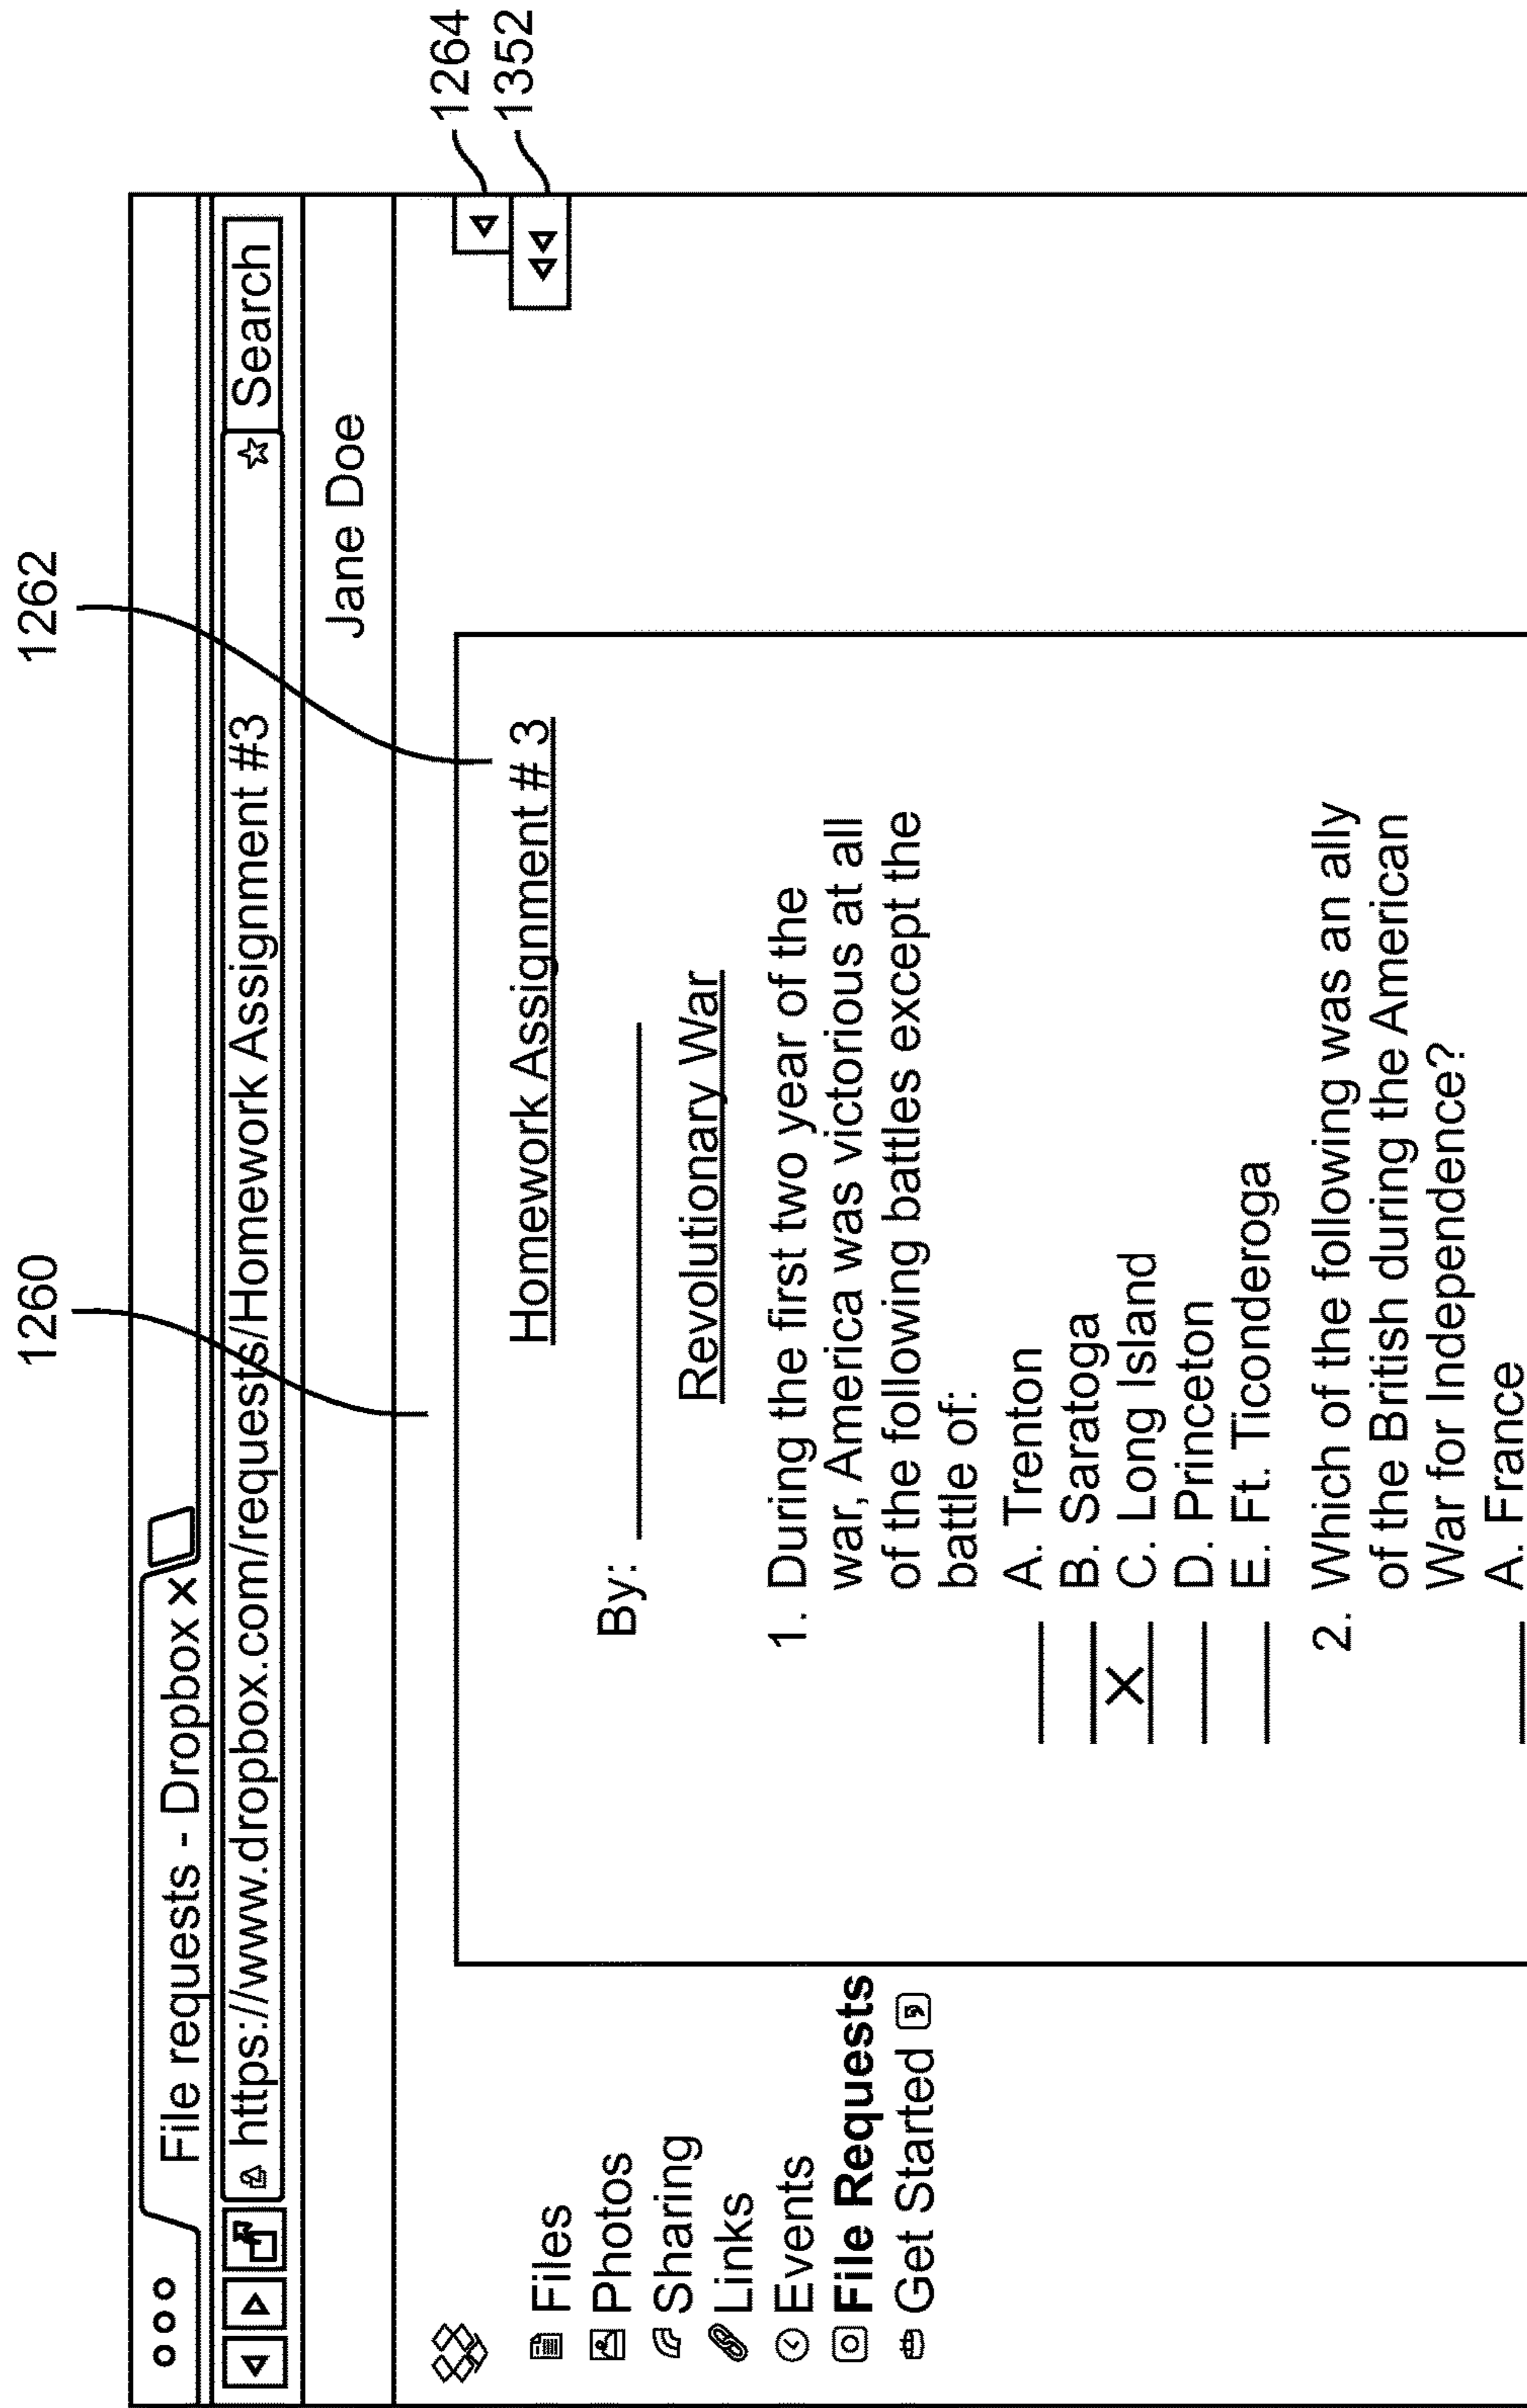 1260
1262
File requests - Dropbox X
https://www.dropbox.com/requests/Homework Assignment #3
Search
Jane Doe
1264
1352
Files
Photos
Sharing
Links
Events
File Requests
Get Started
Homework Assignment # 3
By:
Revolutionary War
1. During the first two year of the
war, America was victorious at all
of the following battles except the
battle of:
A. Trenton
B. Saratoga
X C. Long Island
D. Princeton
E. Ft. Ticonderoga
2. Which of the following was an ally
of the British during the American
War for Independence?
A. France